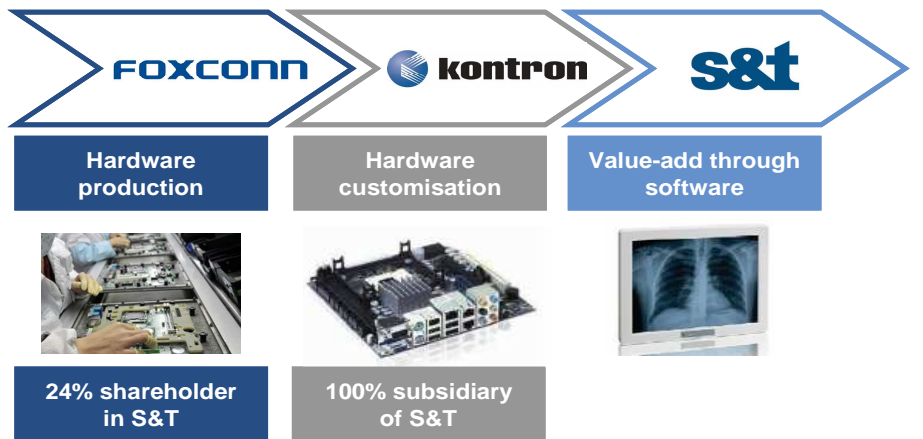 FOXCONN
kontron
s&t
Hardware
production
Hardware
customisation
Value-add through
software
24% shareholder
in S&T
100% subsidiary
of S&T